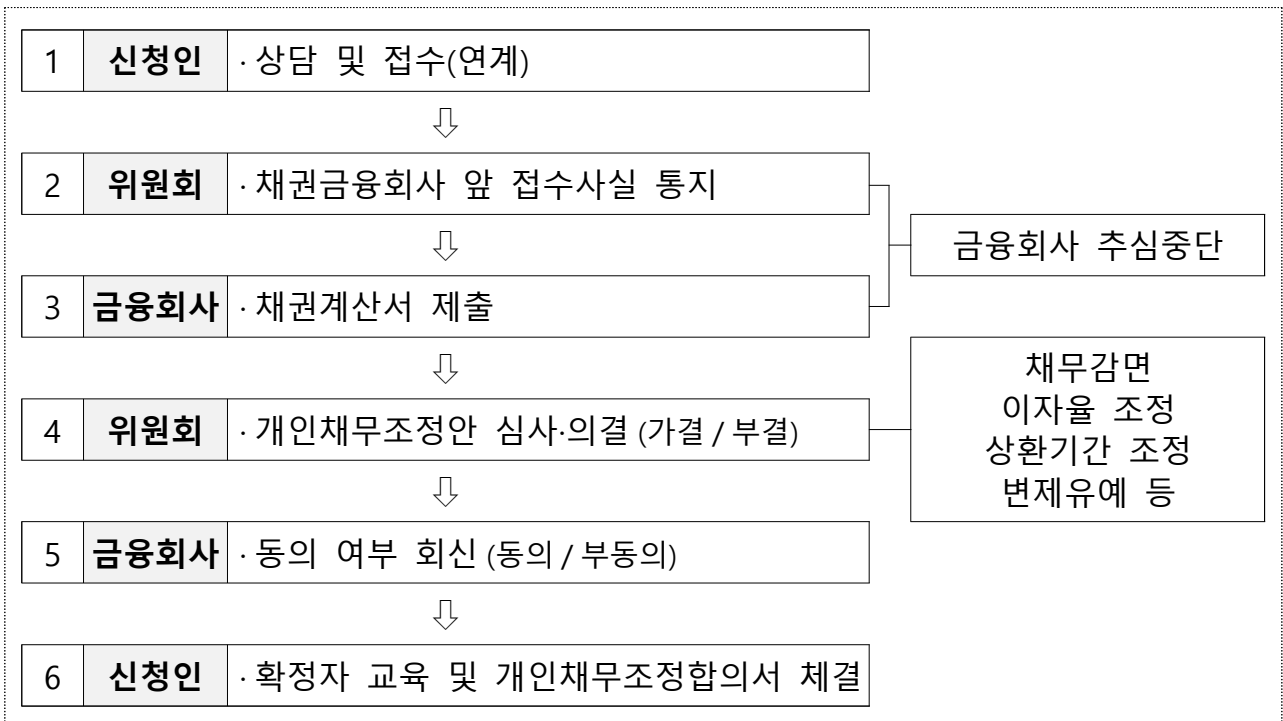 1 신청인 · 상담 및 접수(연계)
2 위원회 · 채권금융회사 앞 접수사실 통지
금융회사 추심중단
3 금융회사 · 채권계산서 제출
채무감면
이자율 조정
상환기간 조정
변제유예 등
4 위원회 · 개인채무조정안 심사·의결 (가결 / 부결)
5 금융회사 · 동의 여부 회신 (동의 / 부동의)
6 신청인 · 확정자 교육 및 개인채무조정합의서 체결